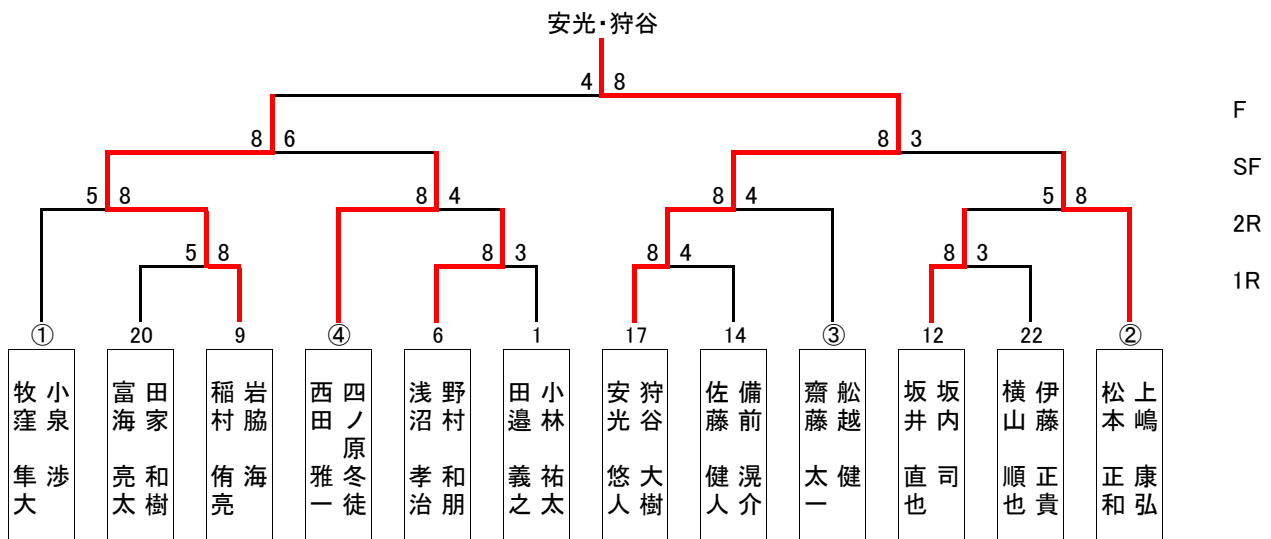 安光・狩谷
4 8
F
8 6
8 3
SF
5 8
8 4
8 4
5 8
2R
5 8
8 3
8 4
8 3
1R
① 20 9 ④ 6 1 17 14 ③ 12 22 ②
小泉 渉
牧窪 隼大
田家 和樹
富海 亮太
岩脇 海
稲村 侑亮
四ノ原冬徒
西田 雅一
野村 和朋
浅沼 孝治
小林 祐太
田邉 義之
狩谷 大樹
安光 悠人
備前 滉介
佐藤 健人
舩越 健
齋藤 太一
坂内 司
坂井 直也
伊藤 正貴
横山 順也
上嶋 康弘
松本 正和